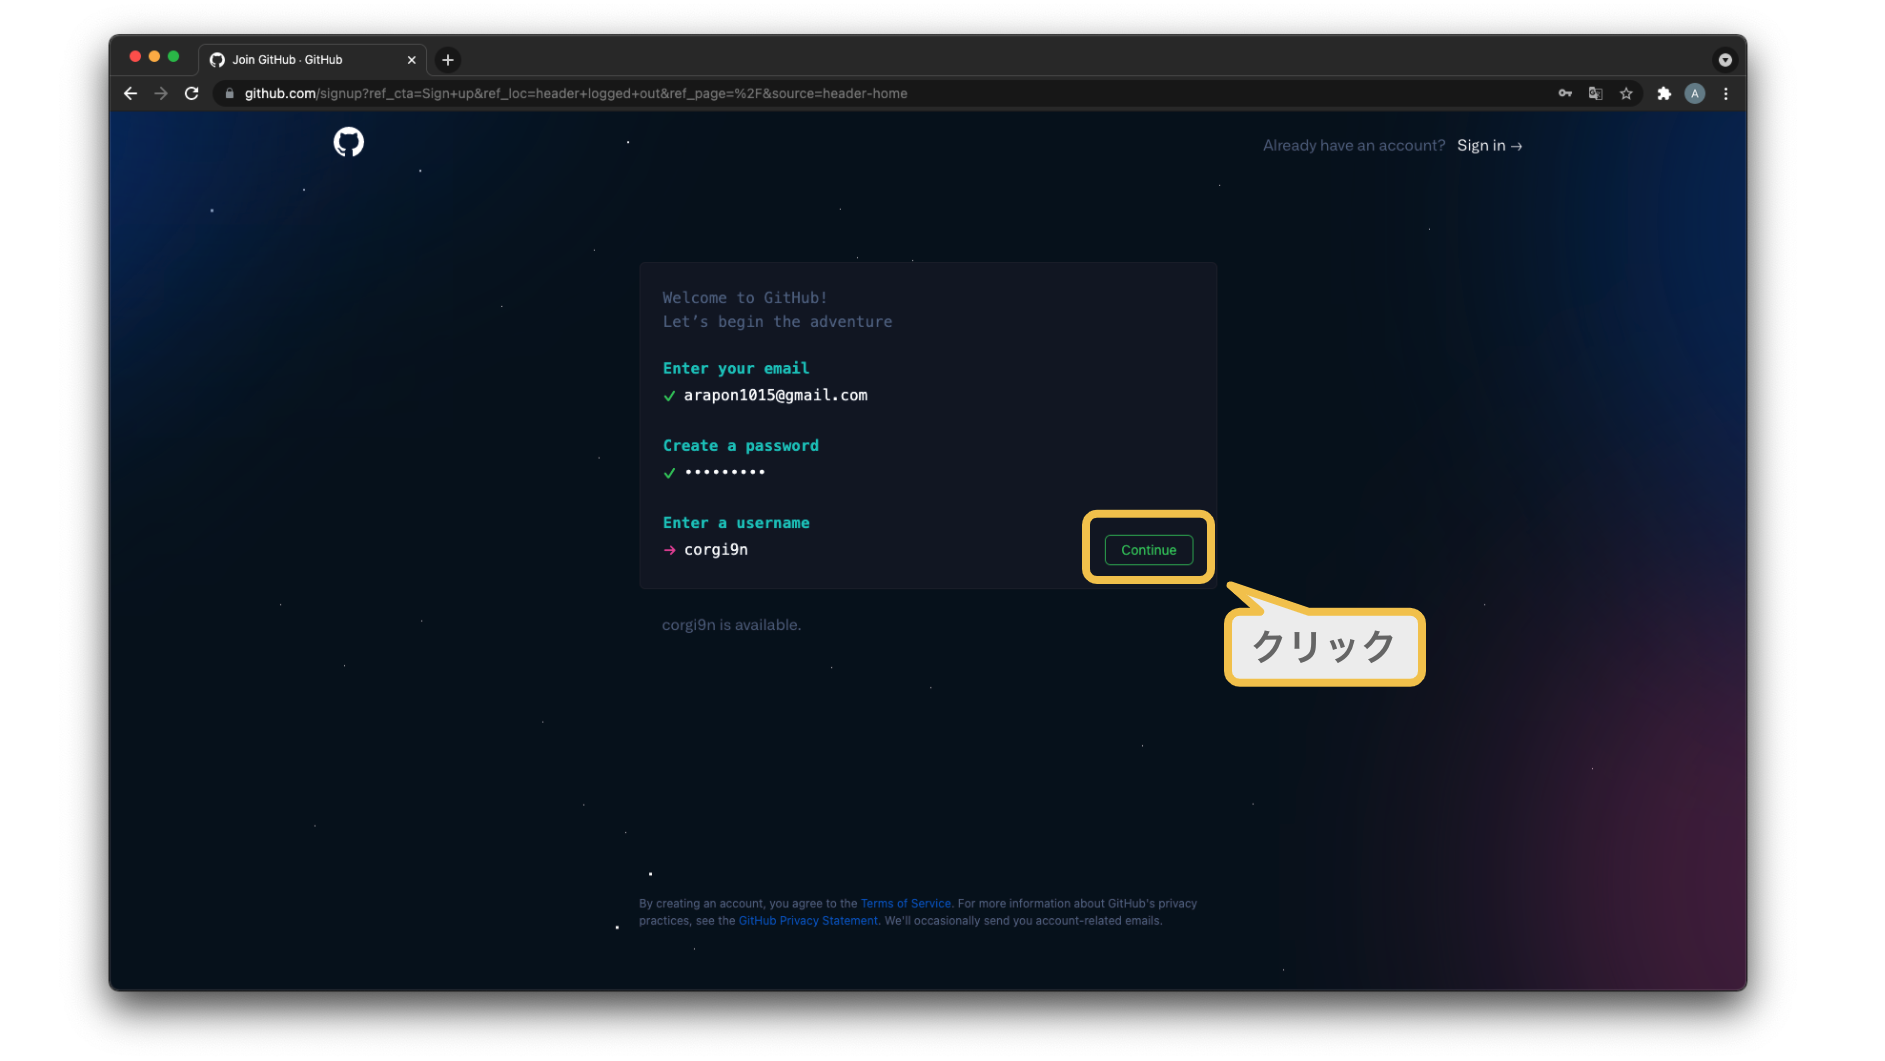 Join GitHub · GitHub
github.com/signup?ref_cta=Sign+up&ref_loc=header+logged+out&ref_page=%2F&source=header-home
A
Already have an account? Sign in →
Welcome to GitHub!
Let's begin the adventure
Enter your email
✓ arapon1015@gmail.com
Create a password
✓ •••••••••
Enter a username
→ corgi9n
Continue
corgi9n is available.
クリック
By creating an account, you agree to the Terms of Service. For more information about GitHub's privacy
practices, see the GitHub Privacy Statement. We'll occasionally send you account-related emails.